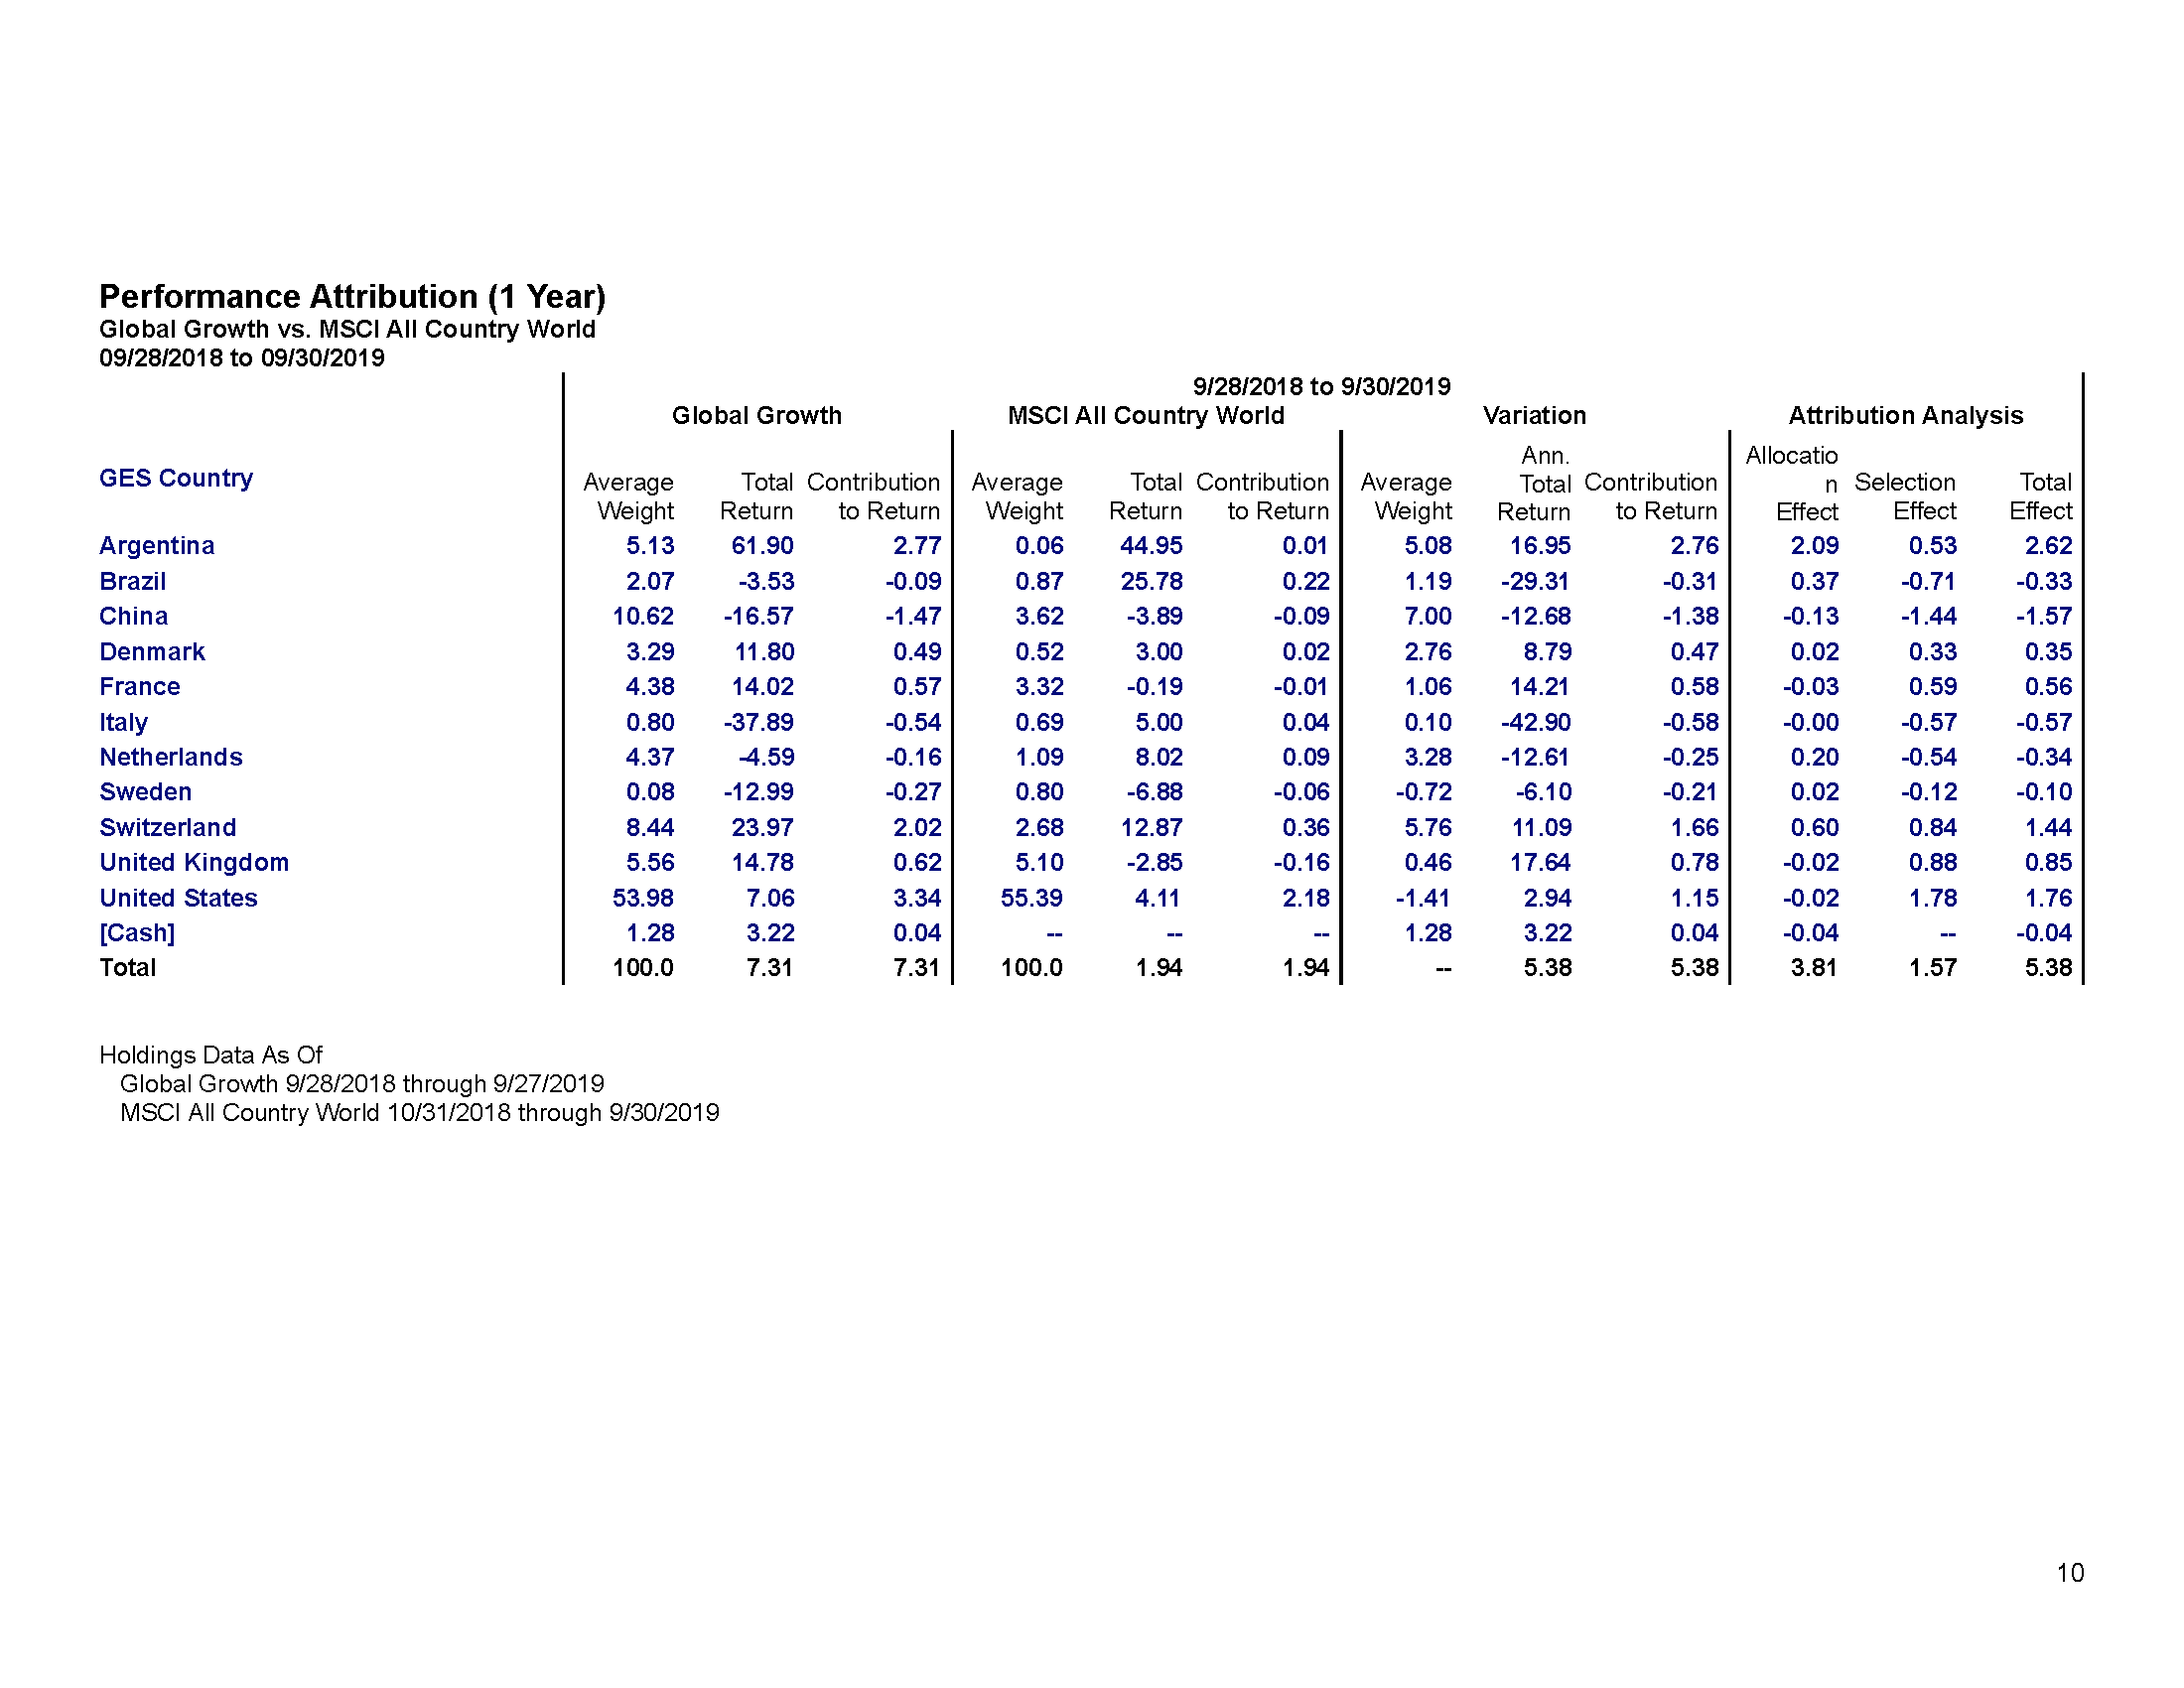 Performance Attribution (1 Year)
Global Growth vs. MSCI All Country World
09/28/2018 to 09/30/2019
9/28/2018 to 9/30/2019
Global Growth MSCI All Country World Variation Attribution Analysis
GES Country Average Weight Total Return Contribution to Return Average Weight Total Return Contribution to Return Average Weight Ann. Total Return Contribution to Return Allocatio n Effect Selection Effect Total Effect
Argentina 5.13 61.90 2.77 0.06 44.95 0.01 5.08 16.95 2.76 2.09 0.53 2.62
Brazil 2.07 -3.53 -0.09 0.87 25.78 0.22 1.19 -29.31 -0.31 0.37 -0.71 -0.33
China 10.62 -16.57 -1.47 3.62 -3.89 -0.09 7.00 -12.68 -1.38 -0.13 -1.44 -1.57
Denmark 3.29 11.80 0.49 0.52 3.00 0.02 2.76 8.79 0.47 0.02 0.33 0.35
France 4.38 14.02 0.57 3.32 -0.19 -0.01 1.06 14.21 0.58 -0.03 0.59 0.56
Italy 0.80 -37.89 -0.54 0.69 5.00 0.04 0.10 -42.90 -0.58 -0.00 -0.57 -0.57
Netherlands 4.37 -4.59 -0.16 1.09 8.02 0.09 3.28 -12.61 -0.25 0.20 -0.54 -0.34
Sweden 0.08 -12.99 -0.27 0.80 -6.88 -0.06 -0.72 -6.10 -0.21 0.02 -0.12 -0.10
Switzerland 8.44 23.97 2.02 2.68 12.87 0.36 5.76 11.09 1.66 0.60 0.84 1.44
United Kingdom 5.56 14.78 0.62 5.10 -2.85 -0.16 0.46 17.64 0.78 -0.02 0.88 0.85
United States 53.98 7.06 3.34 55.39 4.11 2.18 -1.41 2.94 1.15 -0.02 1.78 1.76
[Cash] 1.28 3.22 0.04 -- -- -- 1.28 3.22 0.04 -0.04 -- -0.04
Total 100.0 7.31 7.31 100.0 1.94 1.94 -- 5.38 5.38 3.81 1.57 5.38
Holdings Data As Of
Global Growth 9/28/2018 through 9/27/2019
MSCI All Country World 10/31/2018 through 9/30/2019
10